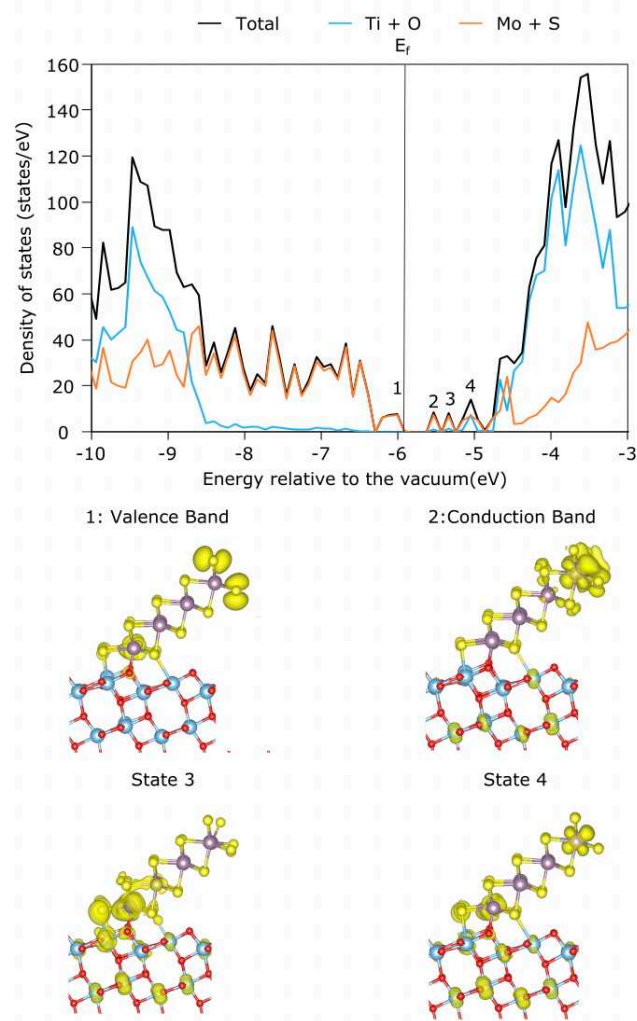 Total Ti + O Mo + S
E_f
160
140
120
100
80
60
40
20
0
Density of states (states/eV)
1
2
3
4
-10 -9 -8 -7 -6 -5 -4 -3
Energy relative to the vacuum(eV)
1: Valence Band 2:Conduction Band
State 3 State 4